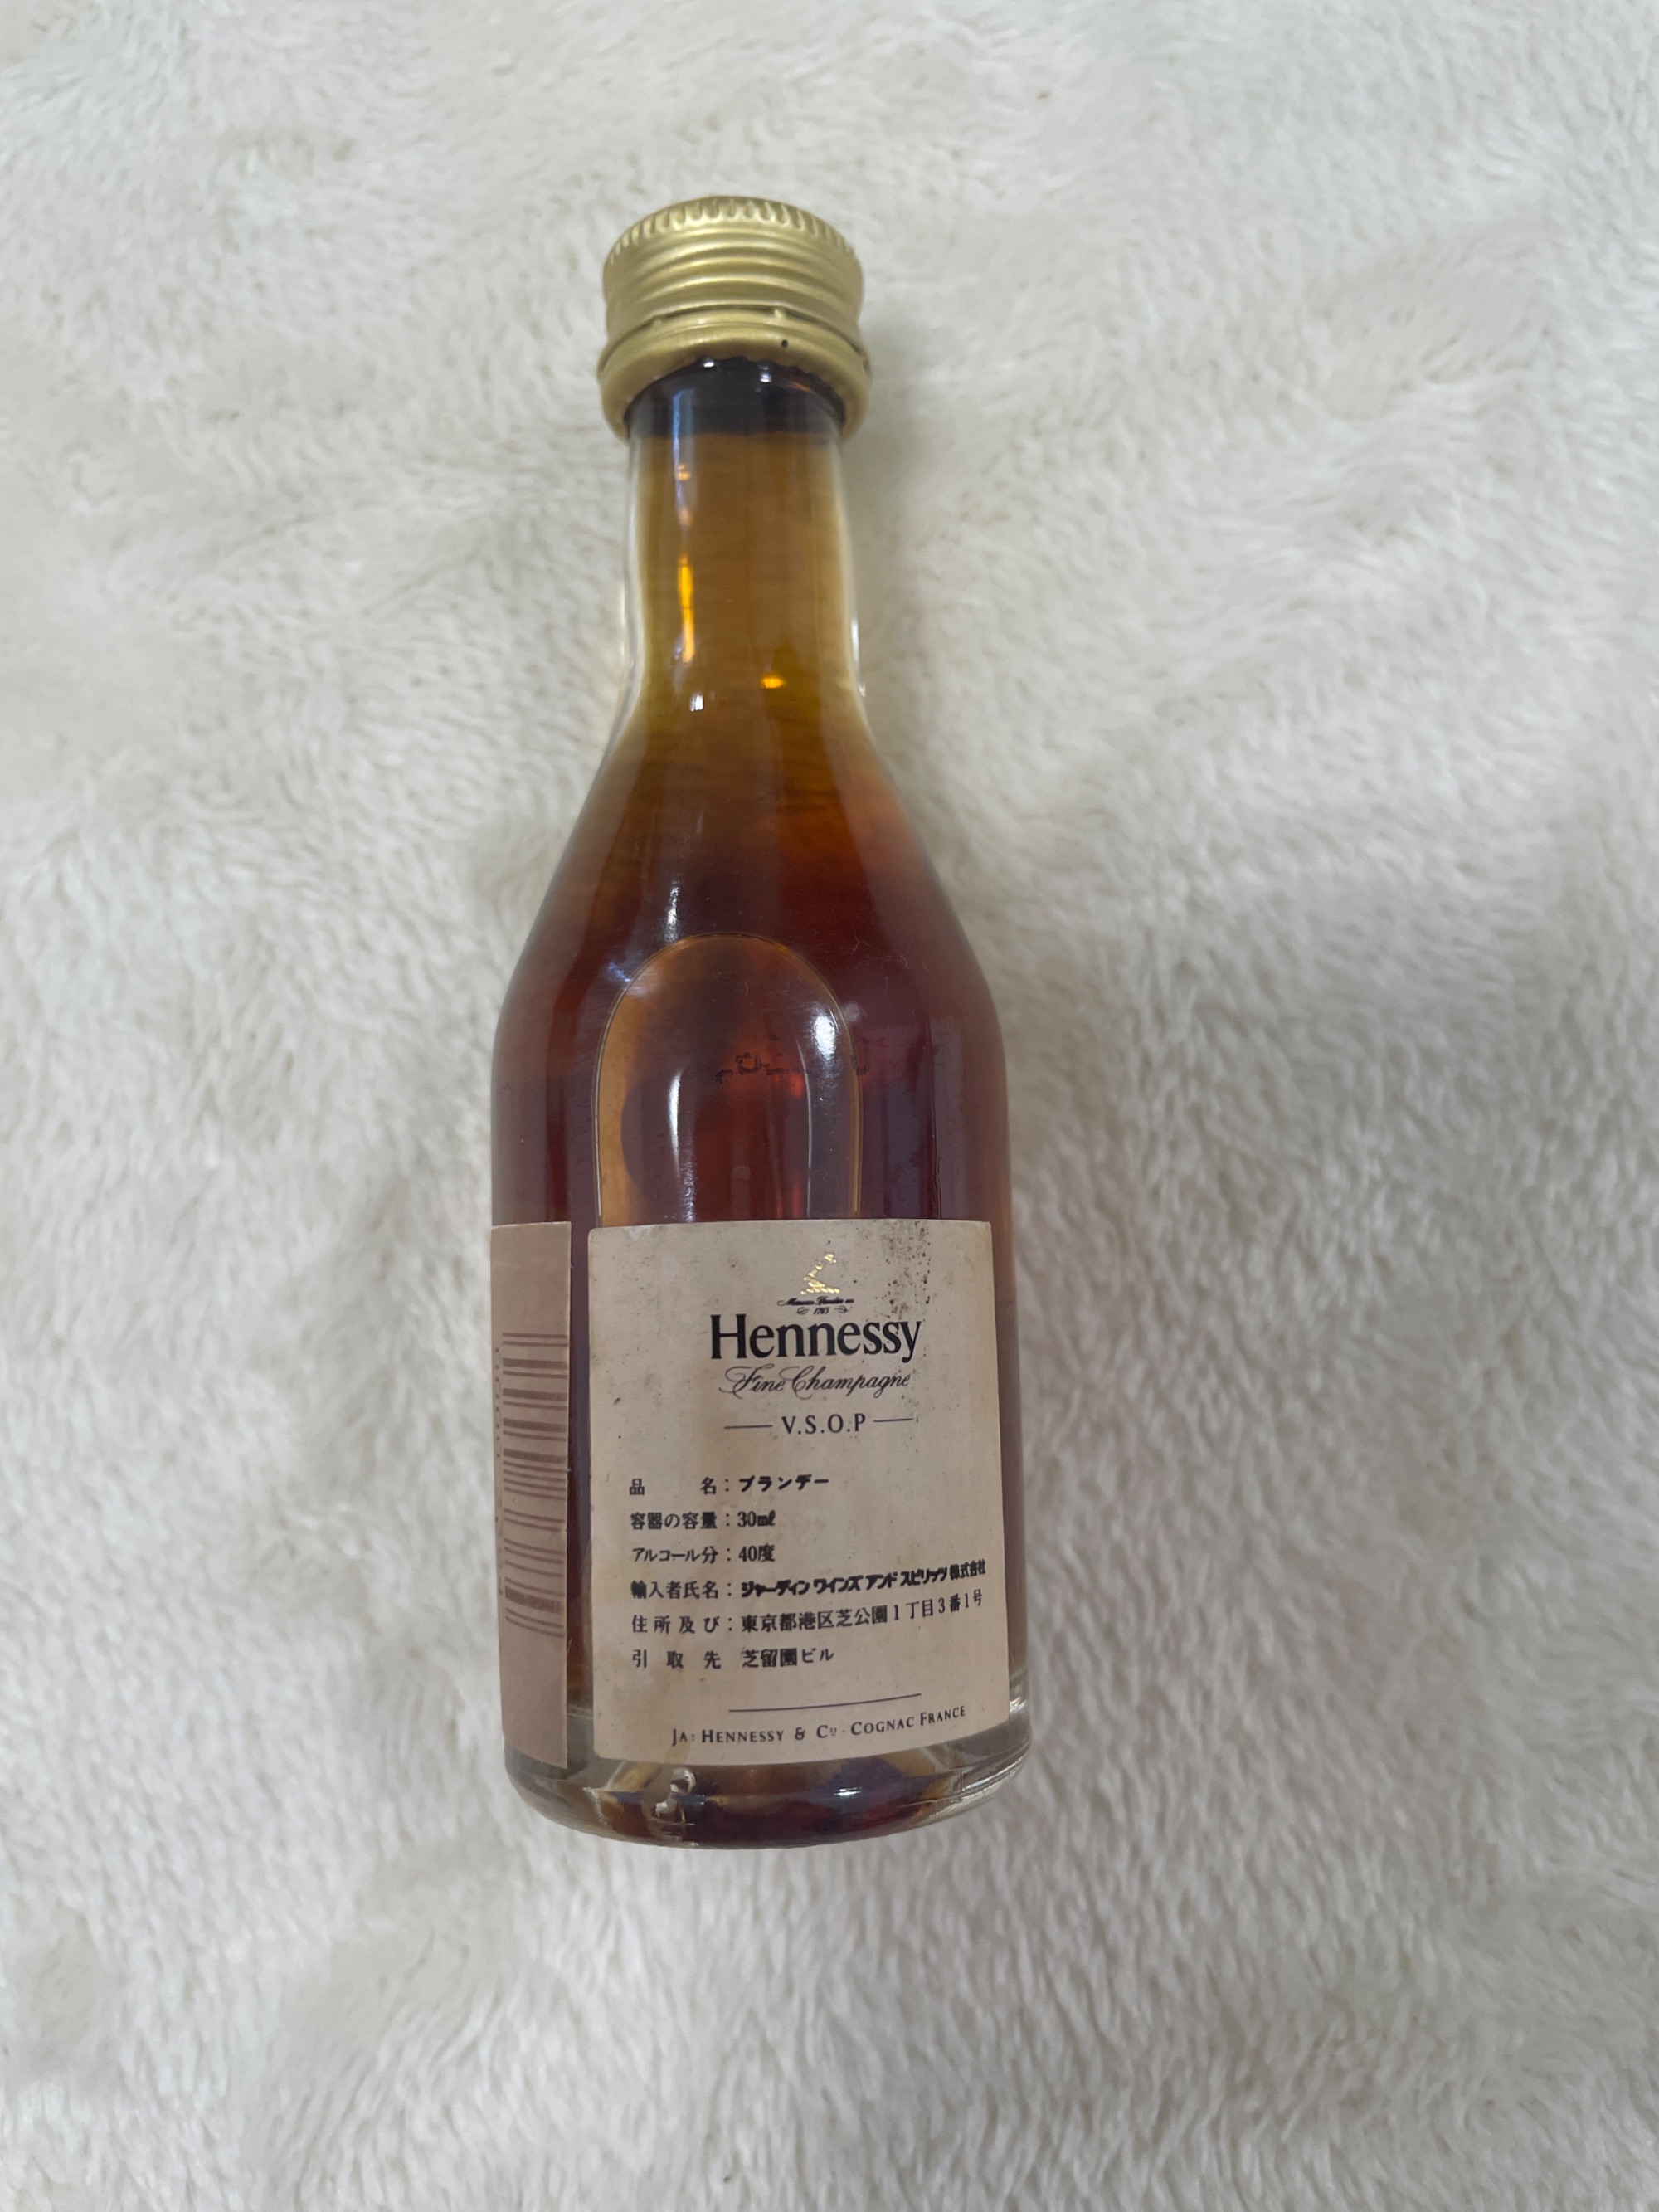 1765
Hennessy
Fine Champagne
V.S.O.P
品 名：ブランデー
容器の容量：30mℓ
アルコール分：40度
輸入者氏名：ジャーディン ワインズ アンド スピリッツ 株式会社
住所及び：東京都港区芝公園1丁目3番1号
引取先 芝留園ビル
JAS HENNESSY & CO - COGNAC FRANCE